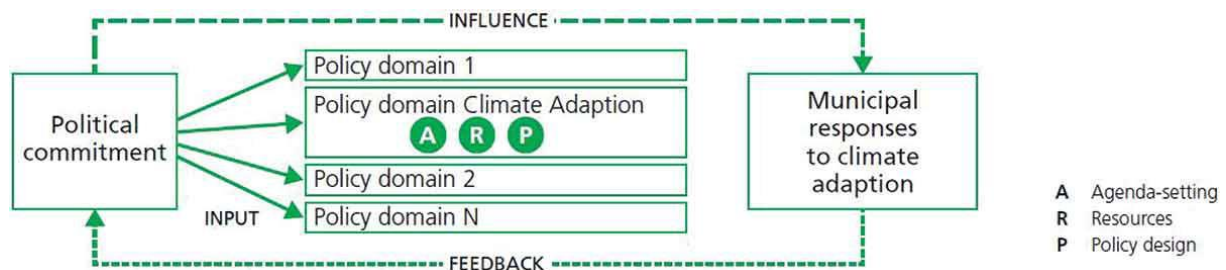 INFLUENCE
Political
commitment
Policy domain 1
Policy domain Climate Adaption
A R P
Policy domain 2
Policy domain N
INPUT
Municipal
responses
to climate
adaption
FEEDBACK
A Agenda-setting
R Resources
P Policy design